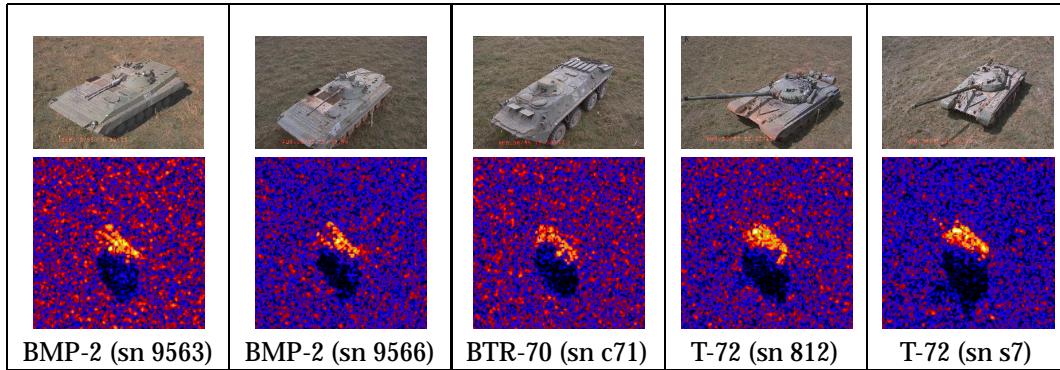 BMP-2 (sn 9563)
BMP-2 (sn 9566)
BTR-70 (sn c71)
T-72 (sn 812)
T-72 (sn s7)